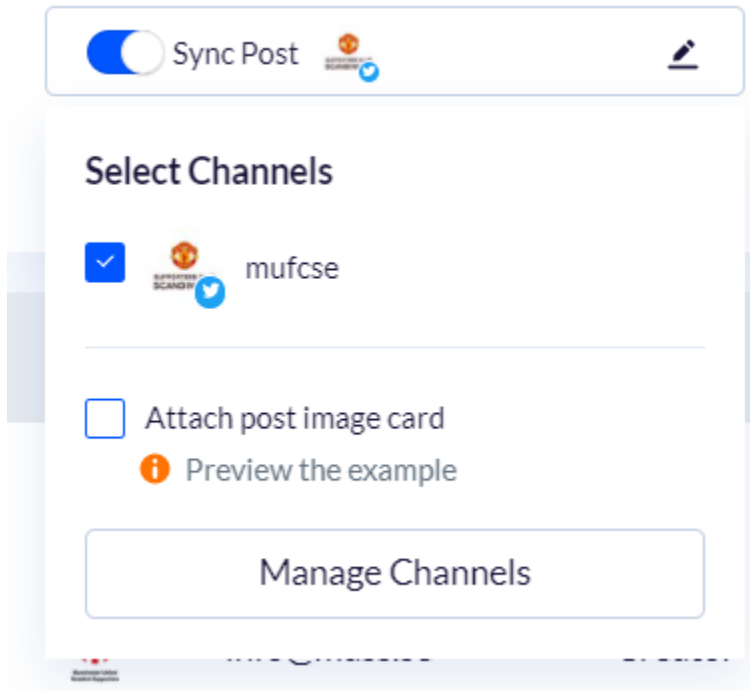 Sync Post
Select Channels
mufcse
Attach post image card
Preview the example
Manage Channels